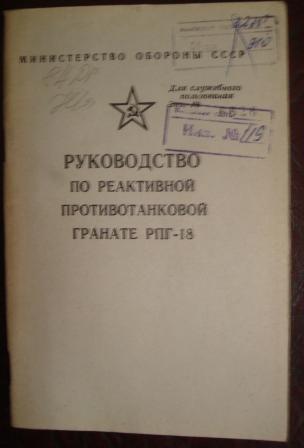 МИНИСТЕРСТВО ОБОРОНЫ СССР
Для служебного
пользования
Инв. № 119
РУКОВОДСТВО
ПО РЕАКТИВНОЙ
ПРОТИВОТАНКОВОЙ
ГРАНАТЕ РПГ-18